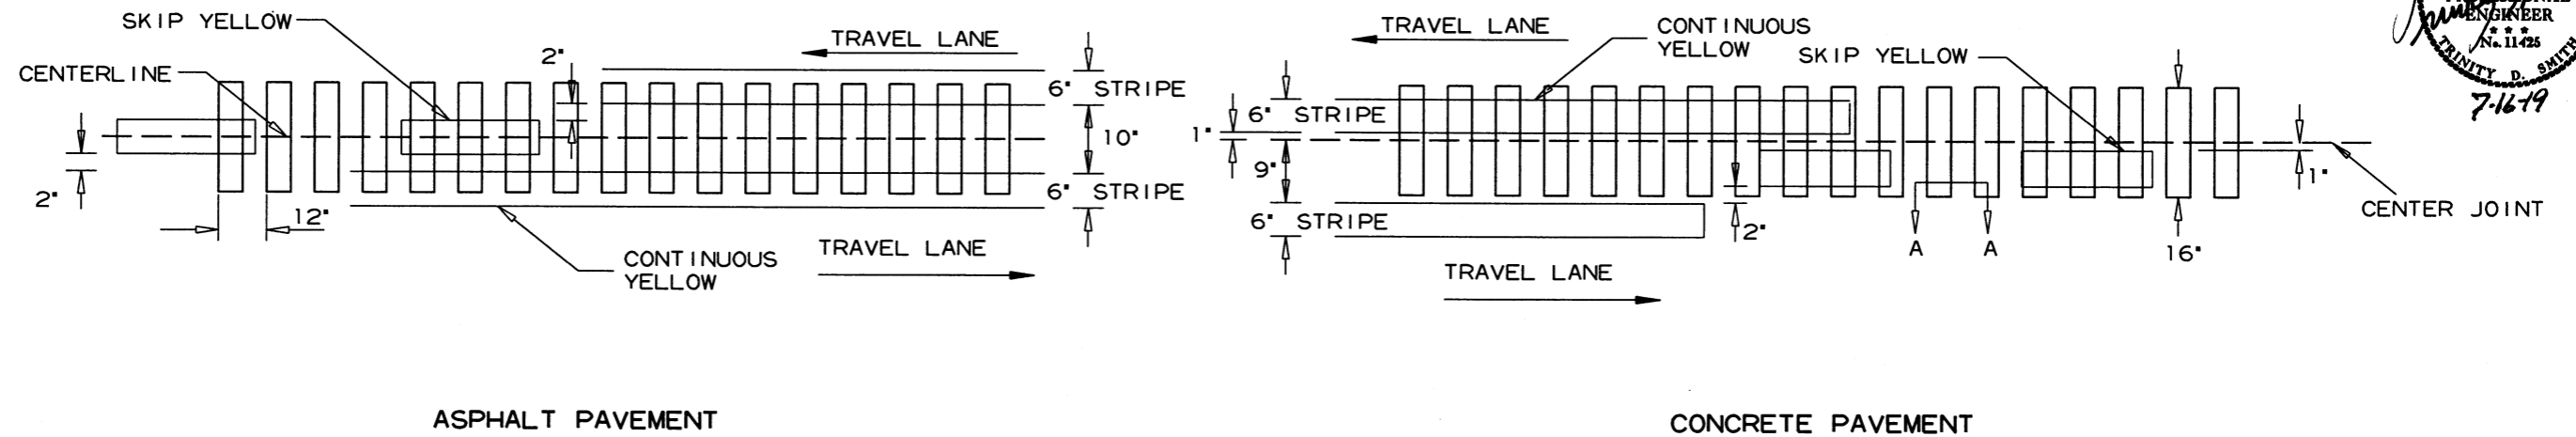 SKIP YELLOW
CENTERLINE
2"
TRAVEL LANE
6" STRIPE
10"
6" STRIPE
2"
12"
CONTINUOUS
YELLOW
TRAVEL LANE
ASPHALT PAVEMENT
TRAVEL LANE
CONTINUOUS
YELLOW
SKIP YELLOW
6" STRIPE
1"
9"
6" STRIPE
2"
TRAVEL LANE
A
A
16"
1"
CENTER JOINT
CONCRETE PAVEMENT
ENGINEER
No. 11425
TRINITY D. SMITH
7-16-19